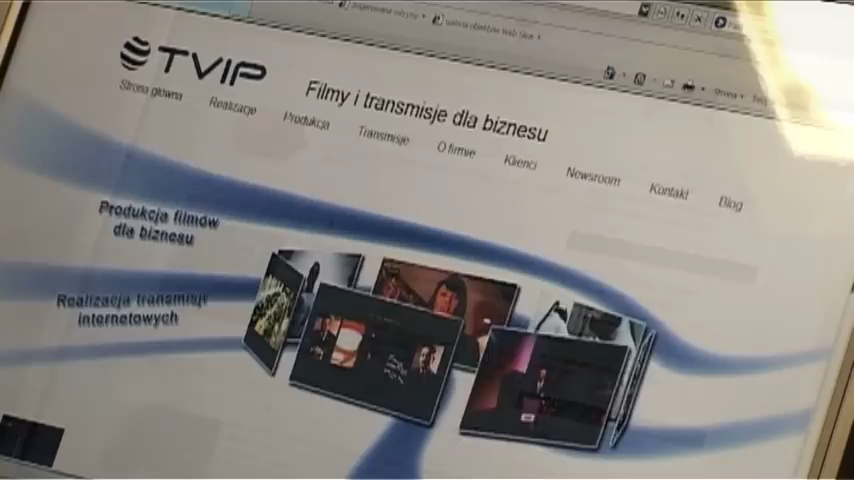 TVIP
Filmy i transmisje dla biznesu
Strona główna
Realizacje
Produkcja
Transmisje
O firmie
Klienci
Newsroom
Kontakt
Blog
Produkcja filmów
dla biznesu
Realizacja transmisji
internetowych